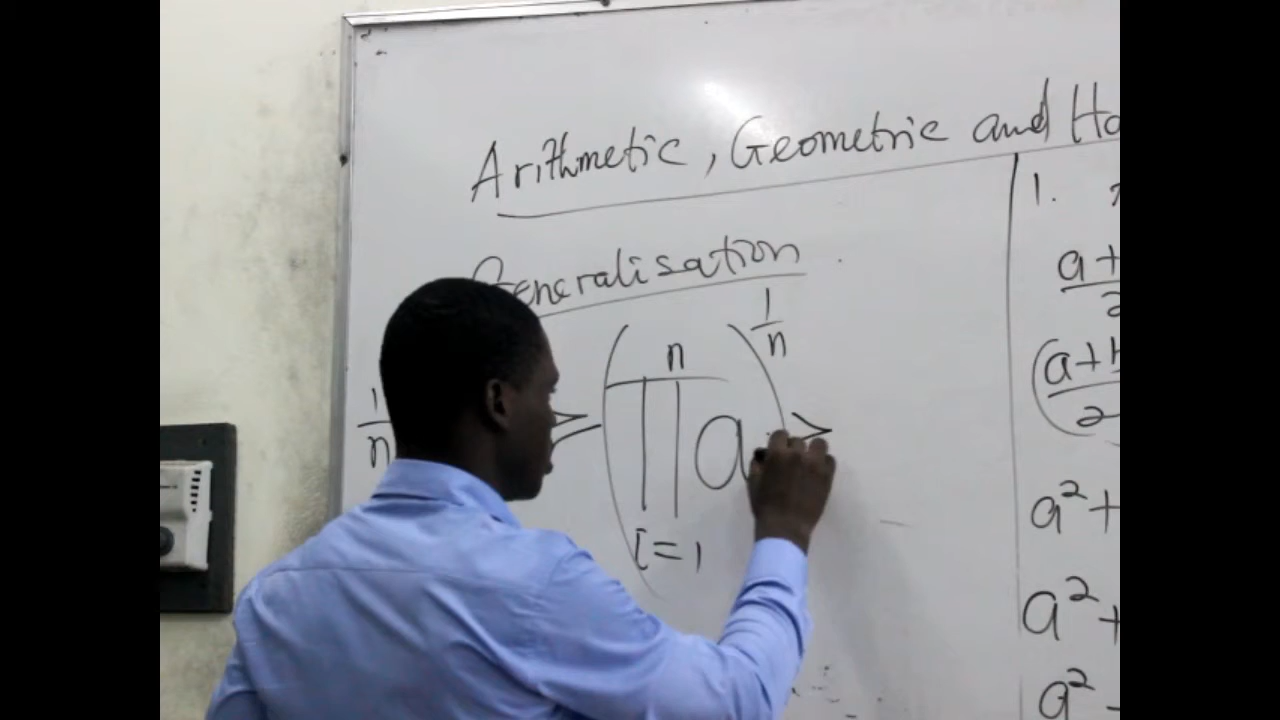 Arithmetic, Geometric and Ha
Generalisation
1/n ≥ ( n ∏ i=1 a )^1/n ≥
1.
a+
2
(a+b
2
a²+
a²+
a²-